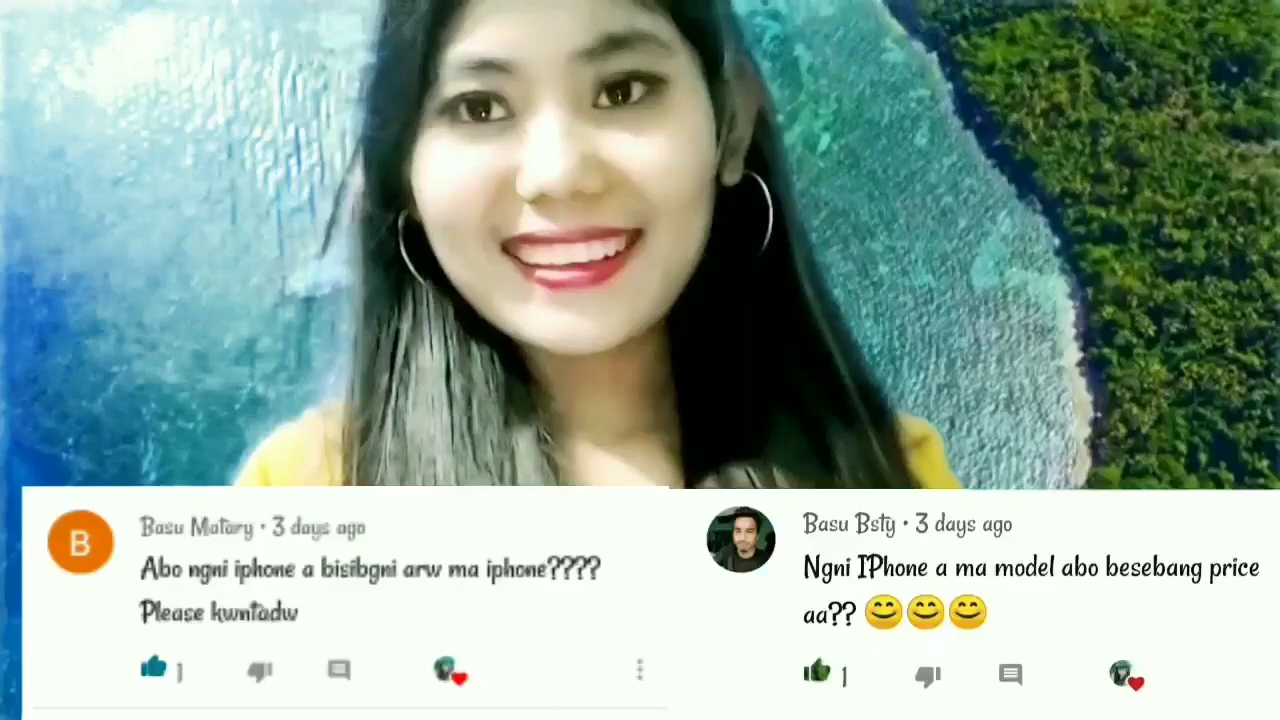 B
Basu Matary • 3 days ago
Abo ngni iphone a bisibgni arw ma iphone????
Please kwntadw
1
Basu Bsty • 3 days ago
Ngni IPhone a ma model abo besebang price
aa?? 😊😊😊
1